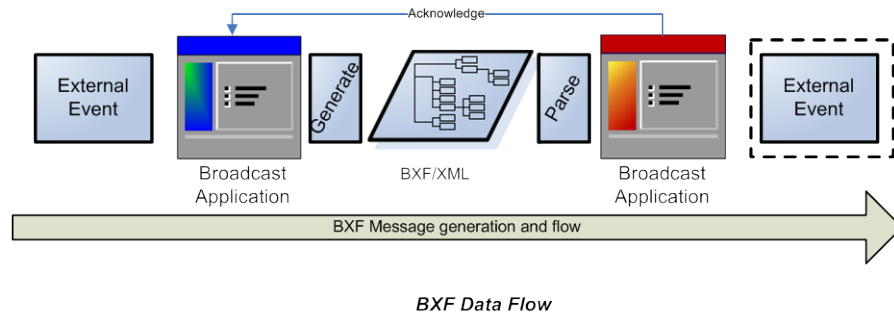 Acknowledge
External
Event
Generate
Parse
External
Event
Broadcast
Application
BXF/XML
Broadcast
Application
BXF Message generation and flow
BXF Data Flow